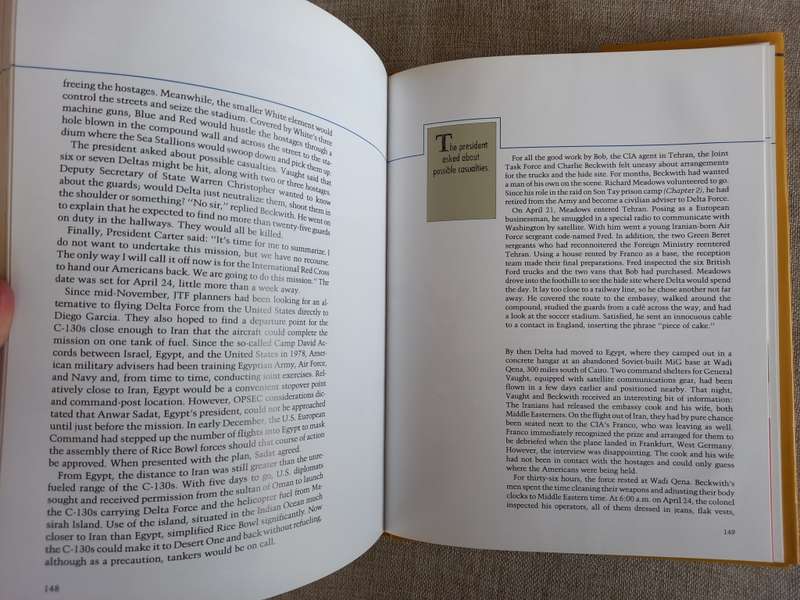 freeing the hostages. Meanwhile, the smaller White element would
control the streets and seize the stadium. Covered by White's three
machine guns, Blue and Red would hustle the hostages through a
hole blown in the compound wall and across the street to the sta-
dium where the Sea Stallions would swoop down and pick them up.
The president asked about possible casualties. Vaught said that
six or seven Deltas might be hit, along with two or three hostages.
Deputy Secretary of State Warren Christopher wanted to know
about the guards; would Delta just neutralize them, shoot them in
the shoulder or something? "No sir," replied Beckwith. He went on
to explain that he expected to find no more than twenty-five guards
on duty in the hallways. They would all be killed.
Finally, President Carter said: "It's time for me to summarize. I
do not want to undertake this mission, but we have no recourse.
The only way I will call it off now is for the International Red Cross
to hand our Americans back. We are going to do this mission." The
date was set for April 24, little more than a week away.
Since mid-November, JTF planners had been looking for an al-
ternative to flying Delta Force from the United States directly to
Diego Garcia. They also hoped to find a departure point for the
C-130s close enough to Iran that the aircraft could complete the
mission on one tank of fuel. Since the so-called Camp David Ac-
cords between Israel, Egypt, and the United States in 1978, Amer-
ican military advisers had been training Egyptian Army, Air Force,
and Navy and, from time to time, conducting joint exercises. Rel-
atively close to Iran, Egypt would be a convenient stopover point
and command-post location. However, OPSEC considerations dic-
tated that Anwar Sadat, Egypt's president, could not be approached
until just before the mission. In early December, the U.S. European
Command had stepped up the number of flights into Egypt to mask
the assembly there of Rice Bowl forces should that course of action
be approved. When presented with the plan, Sadat agreed.
From Egypt, the distance to Iran was still greater than the unre-
fueled range of the C-130s. With five days to go, U.S. diplomats
sought and received permission from the sultan of Oman to launch
the C-130s carrying Delta Force and the helicopter fuel from Ma-
sirah Island. Use of the island, situated in the Indian Ocean much
closer to Iran than Egypt, simplified Rice Bowl significantly. Now
the C-130s could make it to Desert One and back without refueling,
although as a precaution, tankers would be on call.
148
The president
asked about
possible casualties.
For all the good work by Bob, the CIA agent in Tehran, the Joint
Task Force and Charlie Beckwith felt uneasy about arrangements
for the trucks and the hide site. For months, Beckwith had wanted
a man of his own on the scene. Richard Meadows volunteered to go.
Since his role in the raid on Son Tay prison camp (Chapter 2), he had
retired from the Army and become a civilian adviser to Delta Force.
On April 21, Meadows entered Tehran. Posing as a European
businessman, he smuggled in a special radio to communicate with
Washington by satellite. With him went a young Iranian-born Air
Force sergeant code-named Fred. In addition, the two Green Beret
sergeants who had reconnoitered the Foreign Ministry reentered
Tehran. Using a house rented by Franco as a base, the reception
team made their final preparations. Fred inspected the six British
Ford trucks and the two vans that Bob had purchased. Meadows
drove into the foothills to see the hide site where Delta would spend
the day. It lay too close to a railway line, so he chose another not far
away. He covered the route to the embassy, walked around the
compound, studied the guards from a café across the way, and had
a look at the soccer stadium. Satisfied, he sent an innocuous cable
to a contact in England, inserting the phrase "piece of cake."
By then Delta had moved to Egypt, where they camped out in a
concrete hangar at an abandoned Soviet-built MiG base at Wadi
Qena, 300 miles south of Cairo. Two command shelters for General
Vaught, equipped with satellite communications gear, had been
flown in a few days earlier and positioned nearby. That night,
Vaught and Beckwith received an interesting bit of information:
The Iranians had released the embassy cook and his wife, both
Middle Easterners. On the flight out of Iran, they had by pure chance
been seated next to the CIA's Franco, who was leaving as well.
Franco immediately recognized the prize and arranged for them to
be debriefed when the plane landed in Frankfurt, West Germany.
However, the interview was disappointing. The cook and his wife
had not been in contact with the hostages and could only guess
where the Americans were being held.
For thirty-six hours, the force rested at Wadi Qena. Beckwith's
men spent the time cleaning their weapons and adjusting their body
clocks to Middle Eastern time. At 6:00 a.m. on April 24, the colonel
inspected his operators, all of them dressed in jeans, flak vests,
149